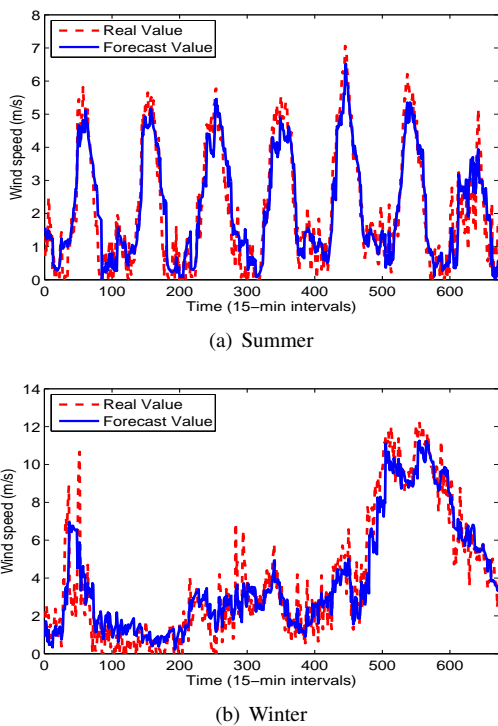 8
7
6
5
4
3
2
1
0
Real Value
Forecast Value
Wind speed (m/s)
0 100 200 300 400 500 600
Time (15−min intervals)
(a) Summer
14
12
10
8
6
4
2
0
Real Value
Forecast Value
Wind speed (m/s)
0 100 200 300 400 500 600
Time (15−min intervals)
(b) Winter